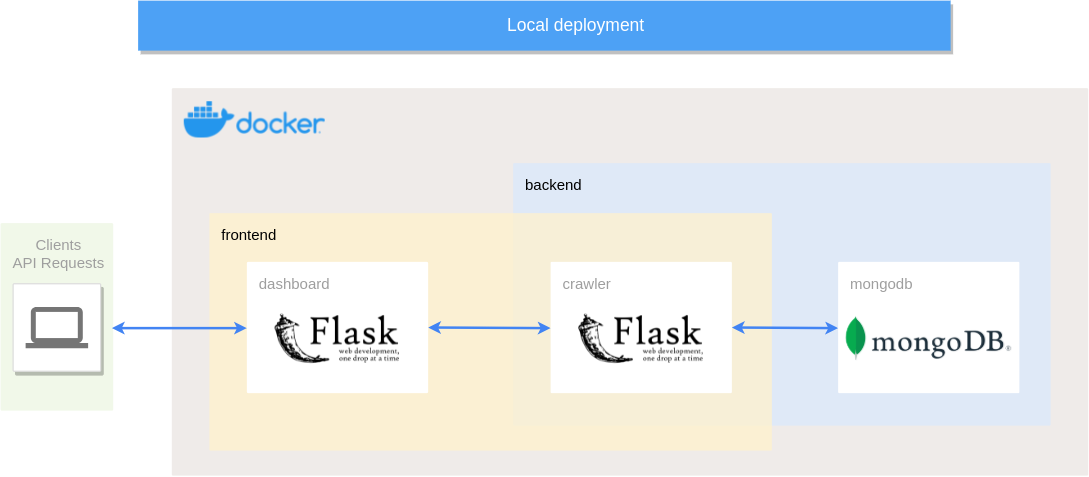 Local deployment
docker
backend
frontend
Clients
API Requests
dashboard
Flask
web development,
one drop at a time
crawler
Flask
web development,
one drop at a time
mongodb
mongoDB®